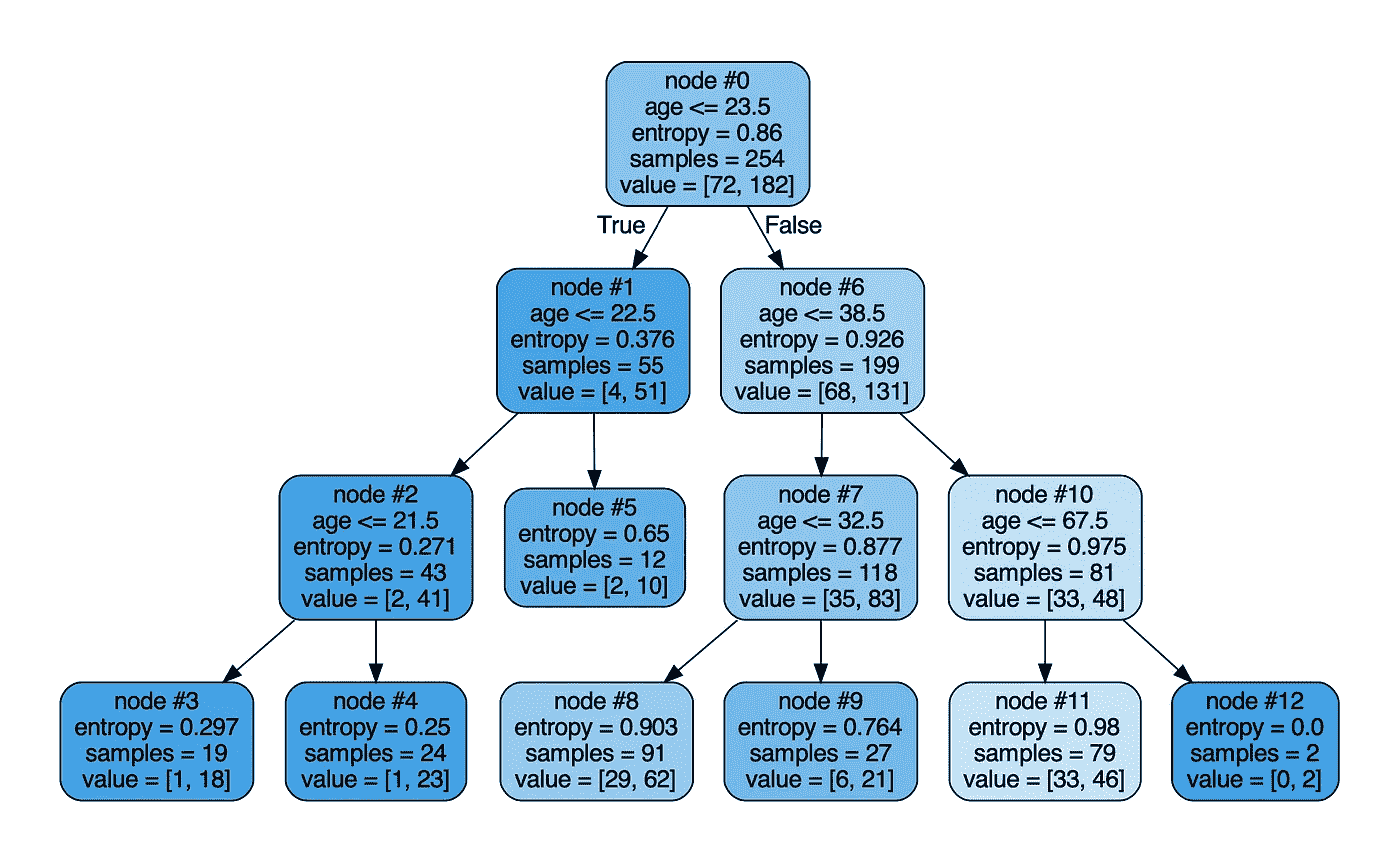 node #0
age <= 23.5
entropy = 0.86
samples = 254
value = [72, 182]
True
False
node #1
age <= 22.5
entropy = 0.376
samples = 55
value = [4, 51]
node #6
age <= 38.5
entropy = 0.926
samples = 199
value = [68, 131]
node #2
age <= 21.5
entropy = 0.271
samples = 43
value = [2, 41]
node #5
entropy = 0.65
samples = 12
value = [2, 10]
node #7
age <= 32.5
entropy = 0.877
samples = 118
value = [35, 83]
node #10
age <= 67.5
entropy = 0.975
samples = 81
value = [33, 48]
node #3
entropy = 0.297
samples = 19
value = [1, 18]
node #4
entropy = 0.25
samples = 24
value = [1, 23]
node #8
entropy = 0.903
samples = 91
value = [29, 62]
node #9
entropy = 0.764
samples = 27
value = [6, 21]
node #11
entropy = 0.98
samples = 79
value = [33, 46]
node #12
entropy = 0.0
samples = 2
value = [0, 2]